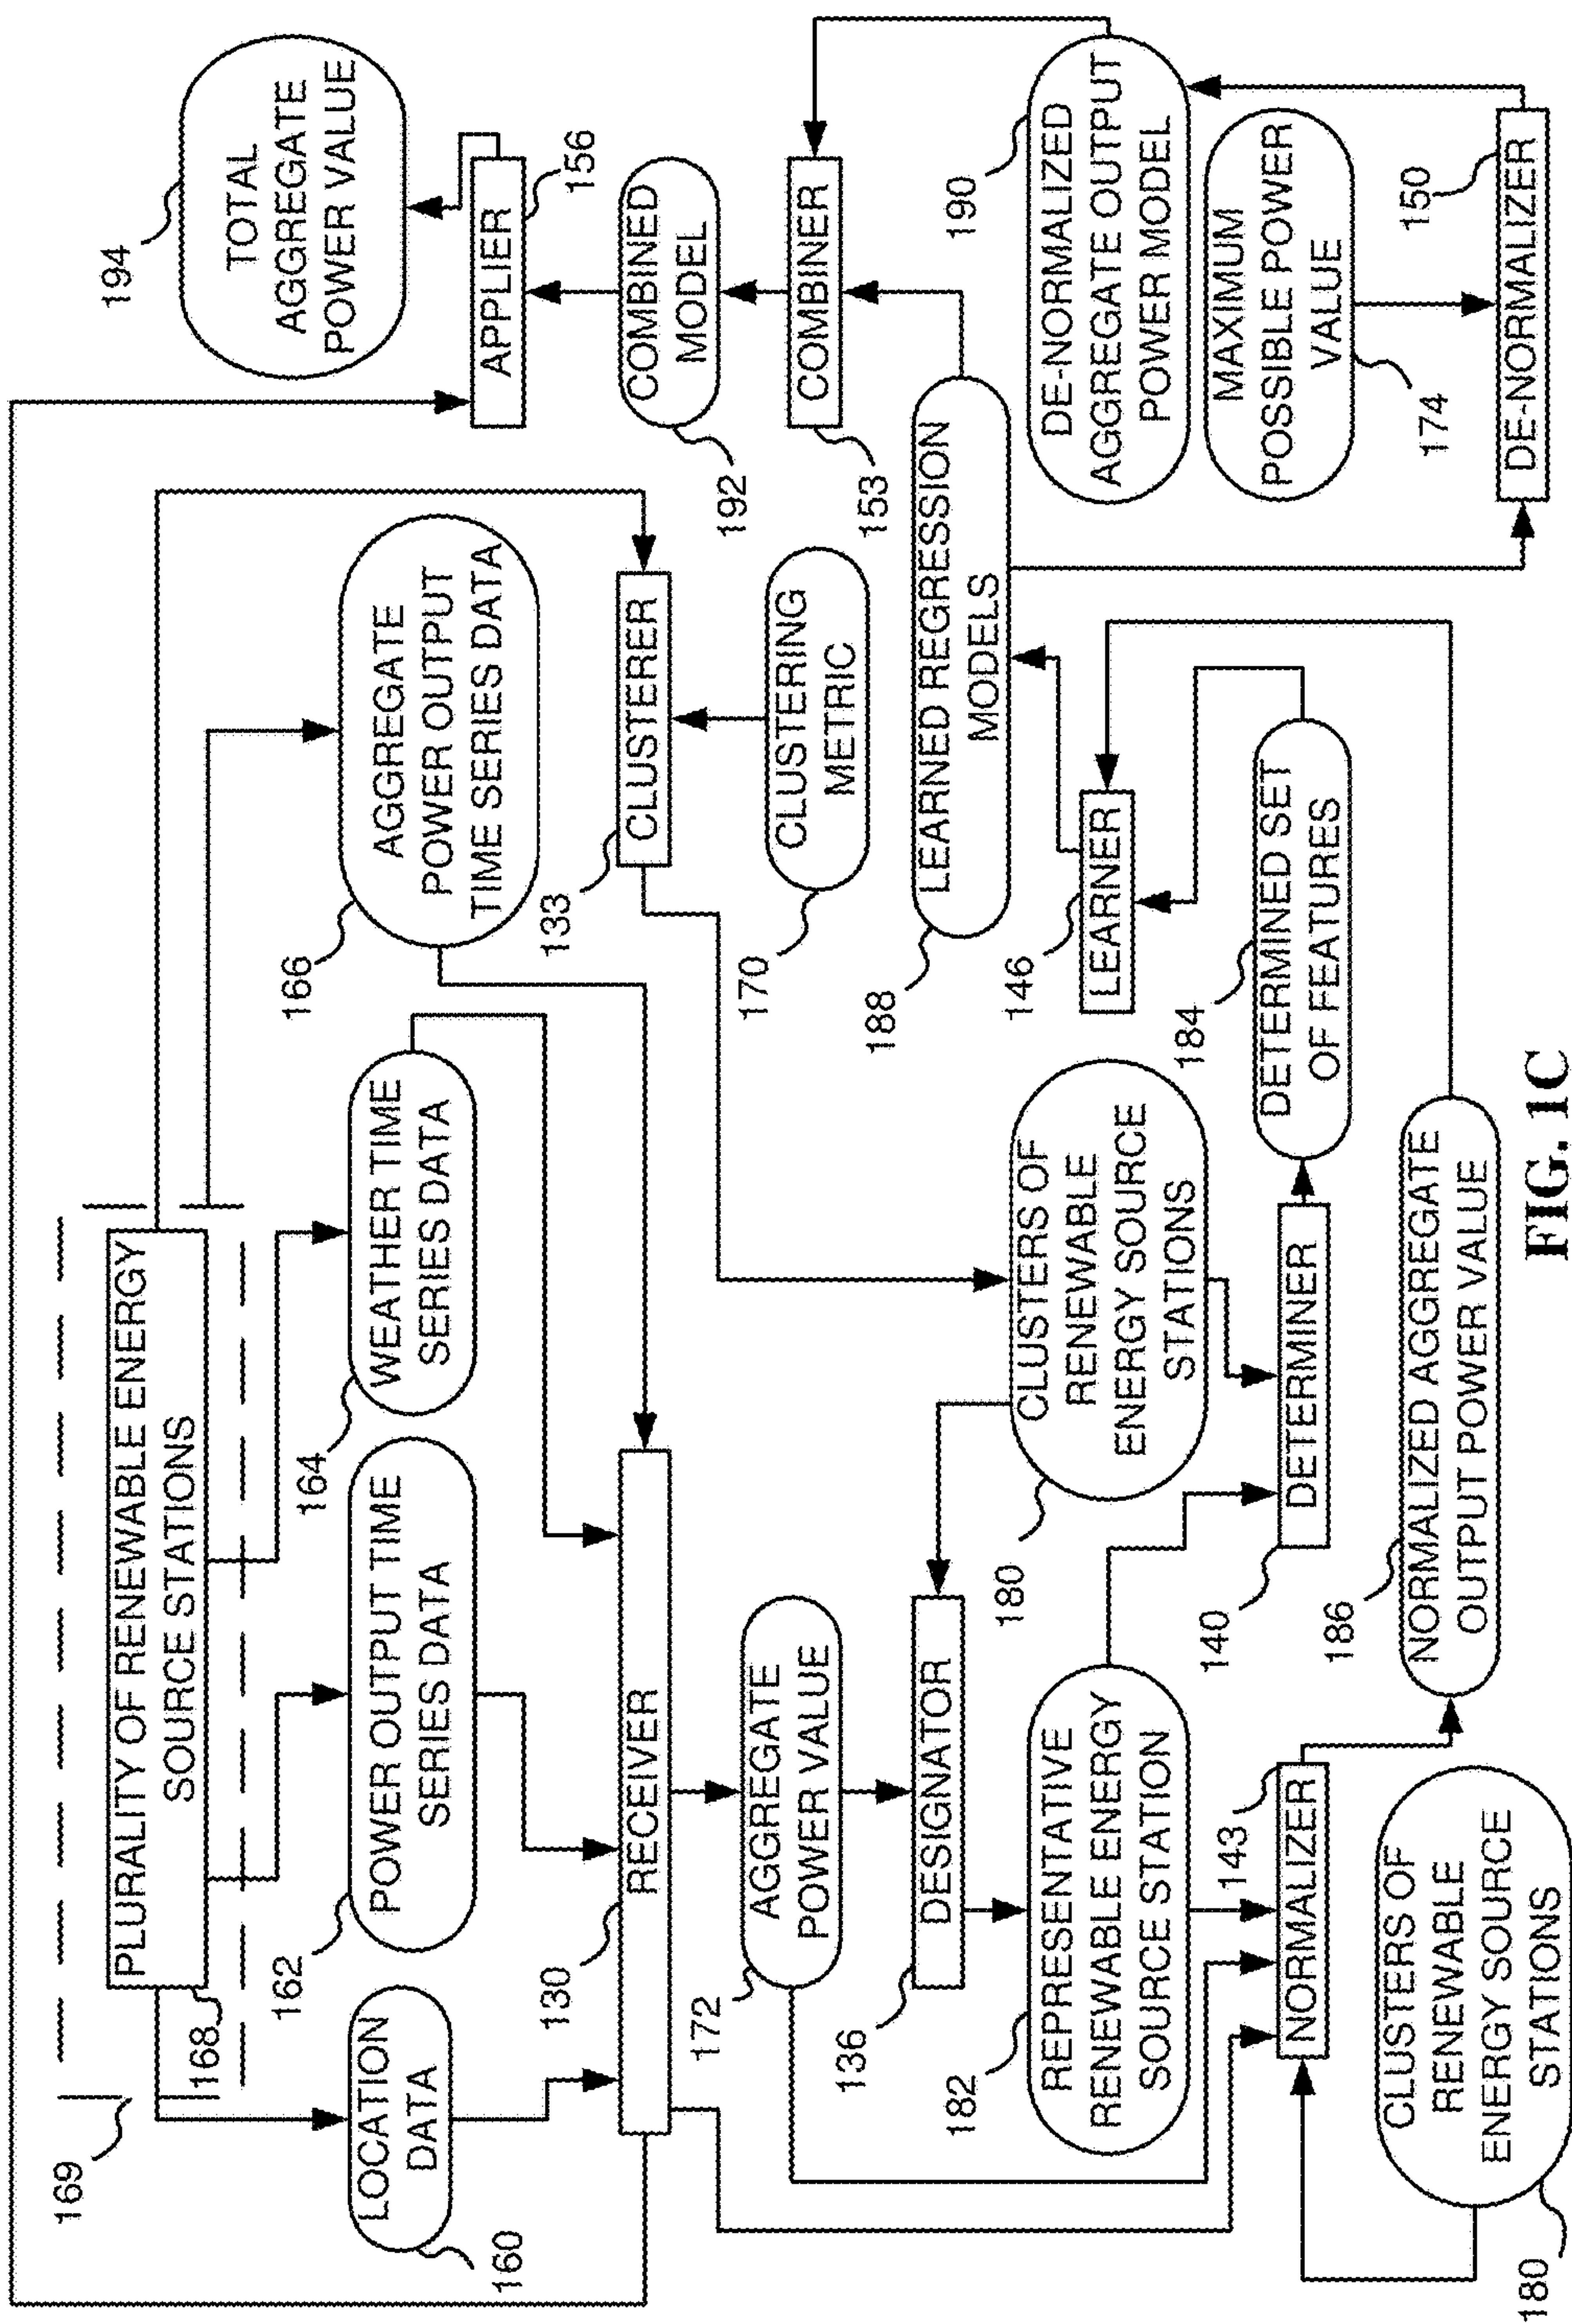 169
168
PLURALITY OF RENEWABLE ENERGY
SOURCE STATIONS
160
LOCATION
DATA
162
POWER OUTPUT TIME
SERIES DATA
164
WEATHER TIME
SERIES DATA
166
AGGREGATE
POWER OUTPUT
TIME SERIES DATA
194
TOTAL
AGGREGATE
POWER VALUE
130
RECEIVER
133
CLUSTERER
APPLIER
156
172
AGGREGATE
POWER VALUE
170
CLUSTERING
METRIC
192
COMBINED
MODEL
136
DESIGNATOR
153
COMBINER
182
REPRESENTATIVE
RENEWABLE ENERGY
SOURCE STATION
180
CLUSTERS OF
RENEWABLE
ENERGY SOURCE
STATIONS
188
LEARNED REGRESSION
MODELS
190
DE-NORMALIZED
AGGREGATE OUTPUT
POWER MODEL
146
LEARNER
MAXIMUM
POSSIBLE POWER
VALUE
174
143
NORMALIZER
140
DETERMINER
184
DETERMINED SET
OF FEATURES
180
CLUSTERS OF
RENEWABLE
ENERGY SOURCE
STATIONS
186
NORMALIZED AGGREGATE
OUTPUT POWER VALUE
150
DE-NORMALIZER
FIG. 1C